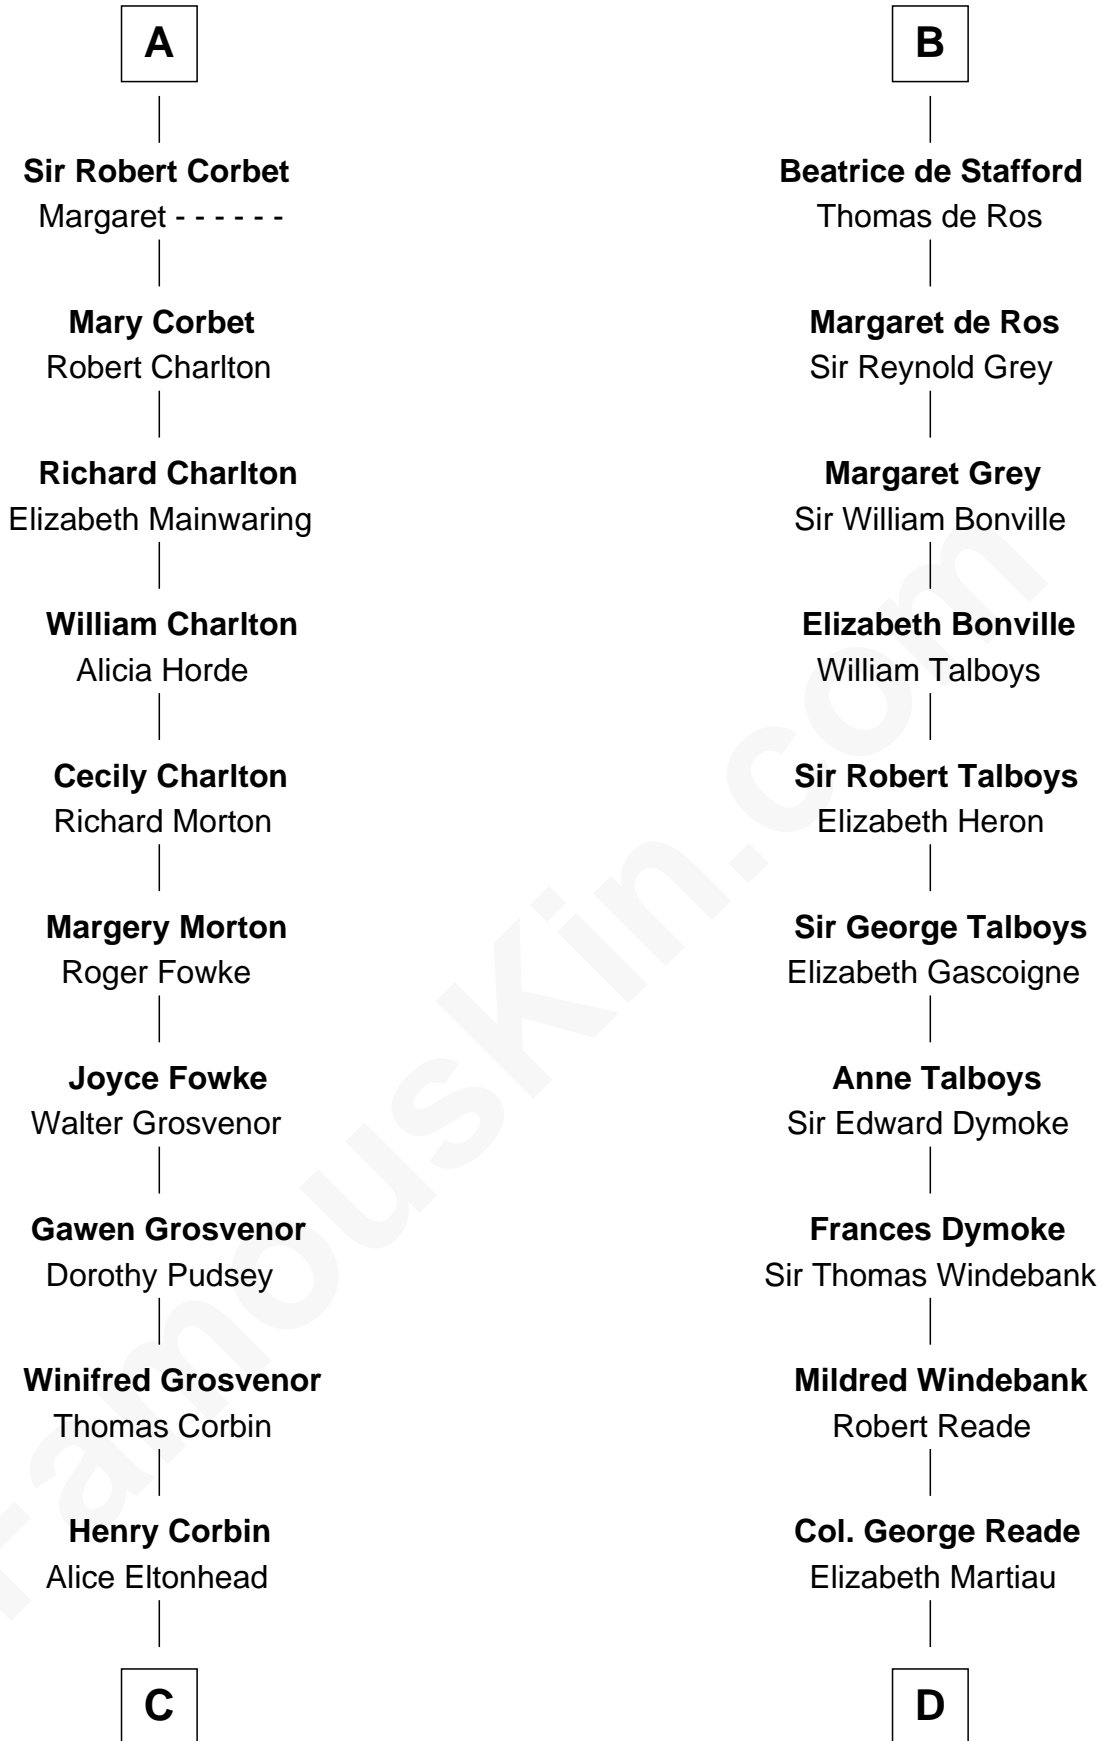 A
Sir Robert Corbet
Margaret - - - - - -
Mary Corbet
Robert Charlton
Richard Charlton
Elizabeth Mainwaring
William Charlton
Alicia Horde
Cecily Charlton
Richard Morton
Margery Morton
Roger Fowke
Joyce Fowke
Walter Grosvenor
Gawen Grosvenor
Dorothy Pudsey
Winifred Grosvenor
Thomas Corbin
Henry Corbin
Alice Eltonhead
C
B
Beatrice de Stafford
Thomas de Ros
Margaret de Ros
Sir Reynold Grey
Margaret Grey
Sir William Bonville
Elizabeth Bonville
William Talboys
Sir Robert Talboys
Elizabeth Heron
Sir George Talboys
Elizabeth Gascoigne
Anne Talboys
Sir Edward Dymoke
Frances Dymoke
Sir Thomas Windebank
Mildred Windebank
Robert Reade
Col. George Reade
Elizabeth Martiau
D
FamousKin.com